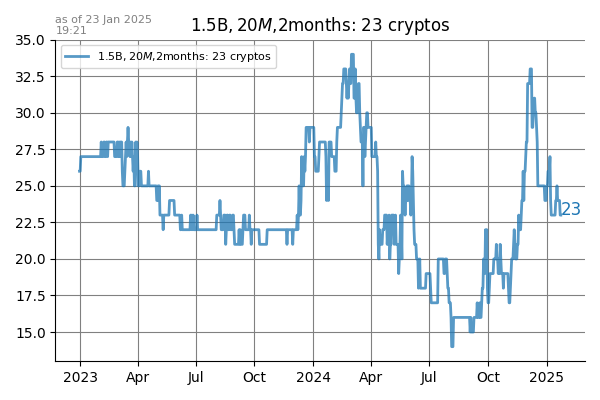 as of 23 Jan 2025
19:21
1.5B, 20M,2months: 23 cryptos
1.5B, 20M,2months: 23 cryptos
35.0
32.5
30.0
27.5
25.0
22.5
20.0
17.5
15.0
23
2023 Apr Jul Oct 2024 Apr Jul Oct 2025